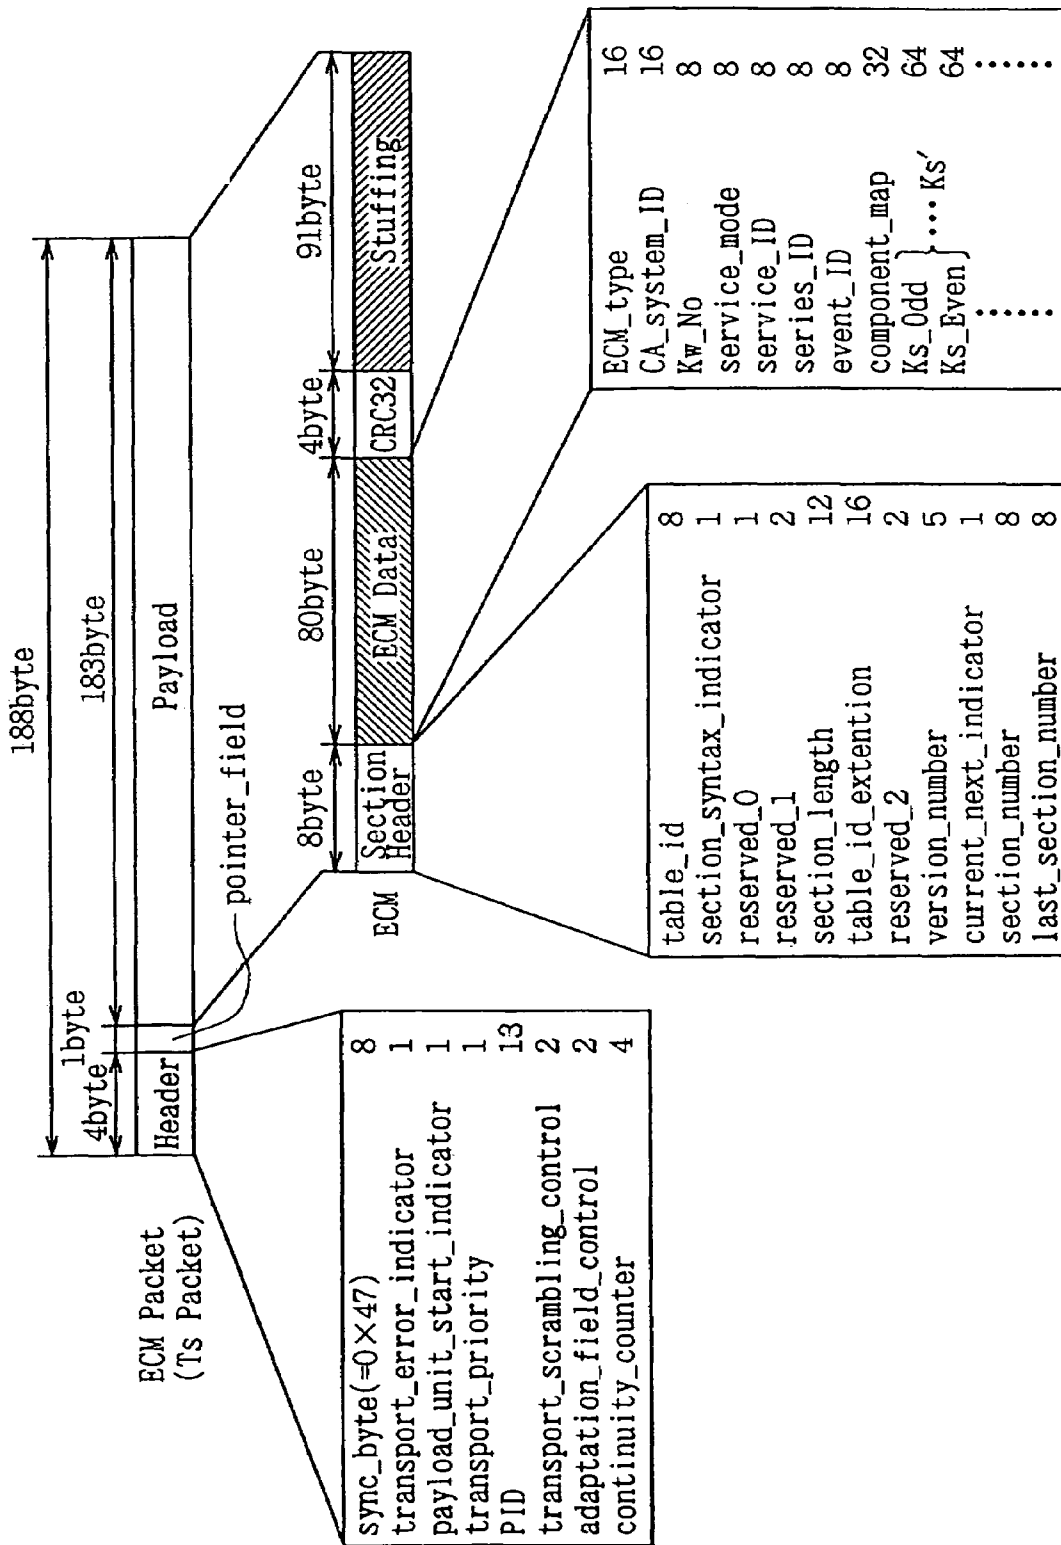 188byte
4byte 1byte 183byte
ECM Packet
(Ts Packet)
Header Payload
pointer_field
8byte 80byte 4byte 91byte
ECM
Section
Header
ECM Data CRC32 Stuffing
sync_byte(=0×47) 8
transport_error_indicator 1
payload_unit_start_indicator 1
transport_priority 1
PID 13
transport_scrambling_control 2
adaptation_field_control 2
continuity_counter 4
table_id 8
section_syntax_indicator 1
reserved_0 1
reserved_1 2
section_length 12
table_id_extention 16
reserved_2 2
version_number 5
current_next_indicator 1
section_number 8
last_section_number 8
ECM_type 16
CA_system_ID 16
Kw_No 8
service_mode 8
service_ID 8
series_ID 8
event_ID 8
component_map 32
Ks_Odd 64
Ks_Even 64
.... Ks′
...... ......